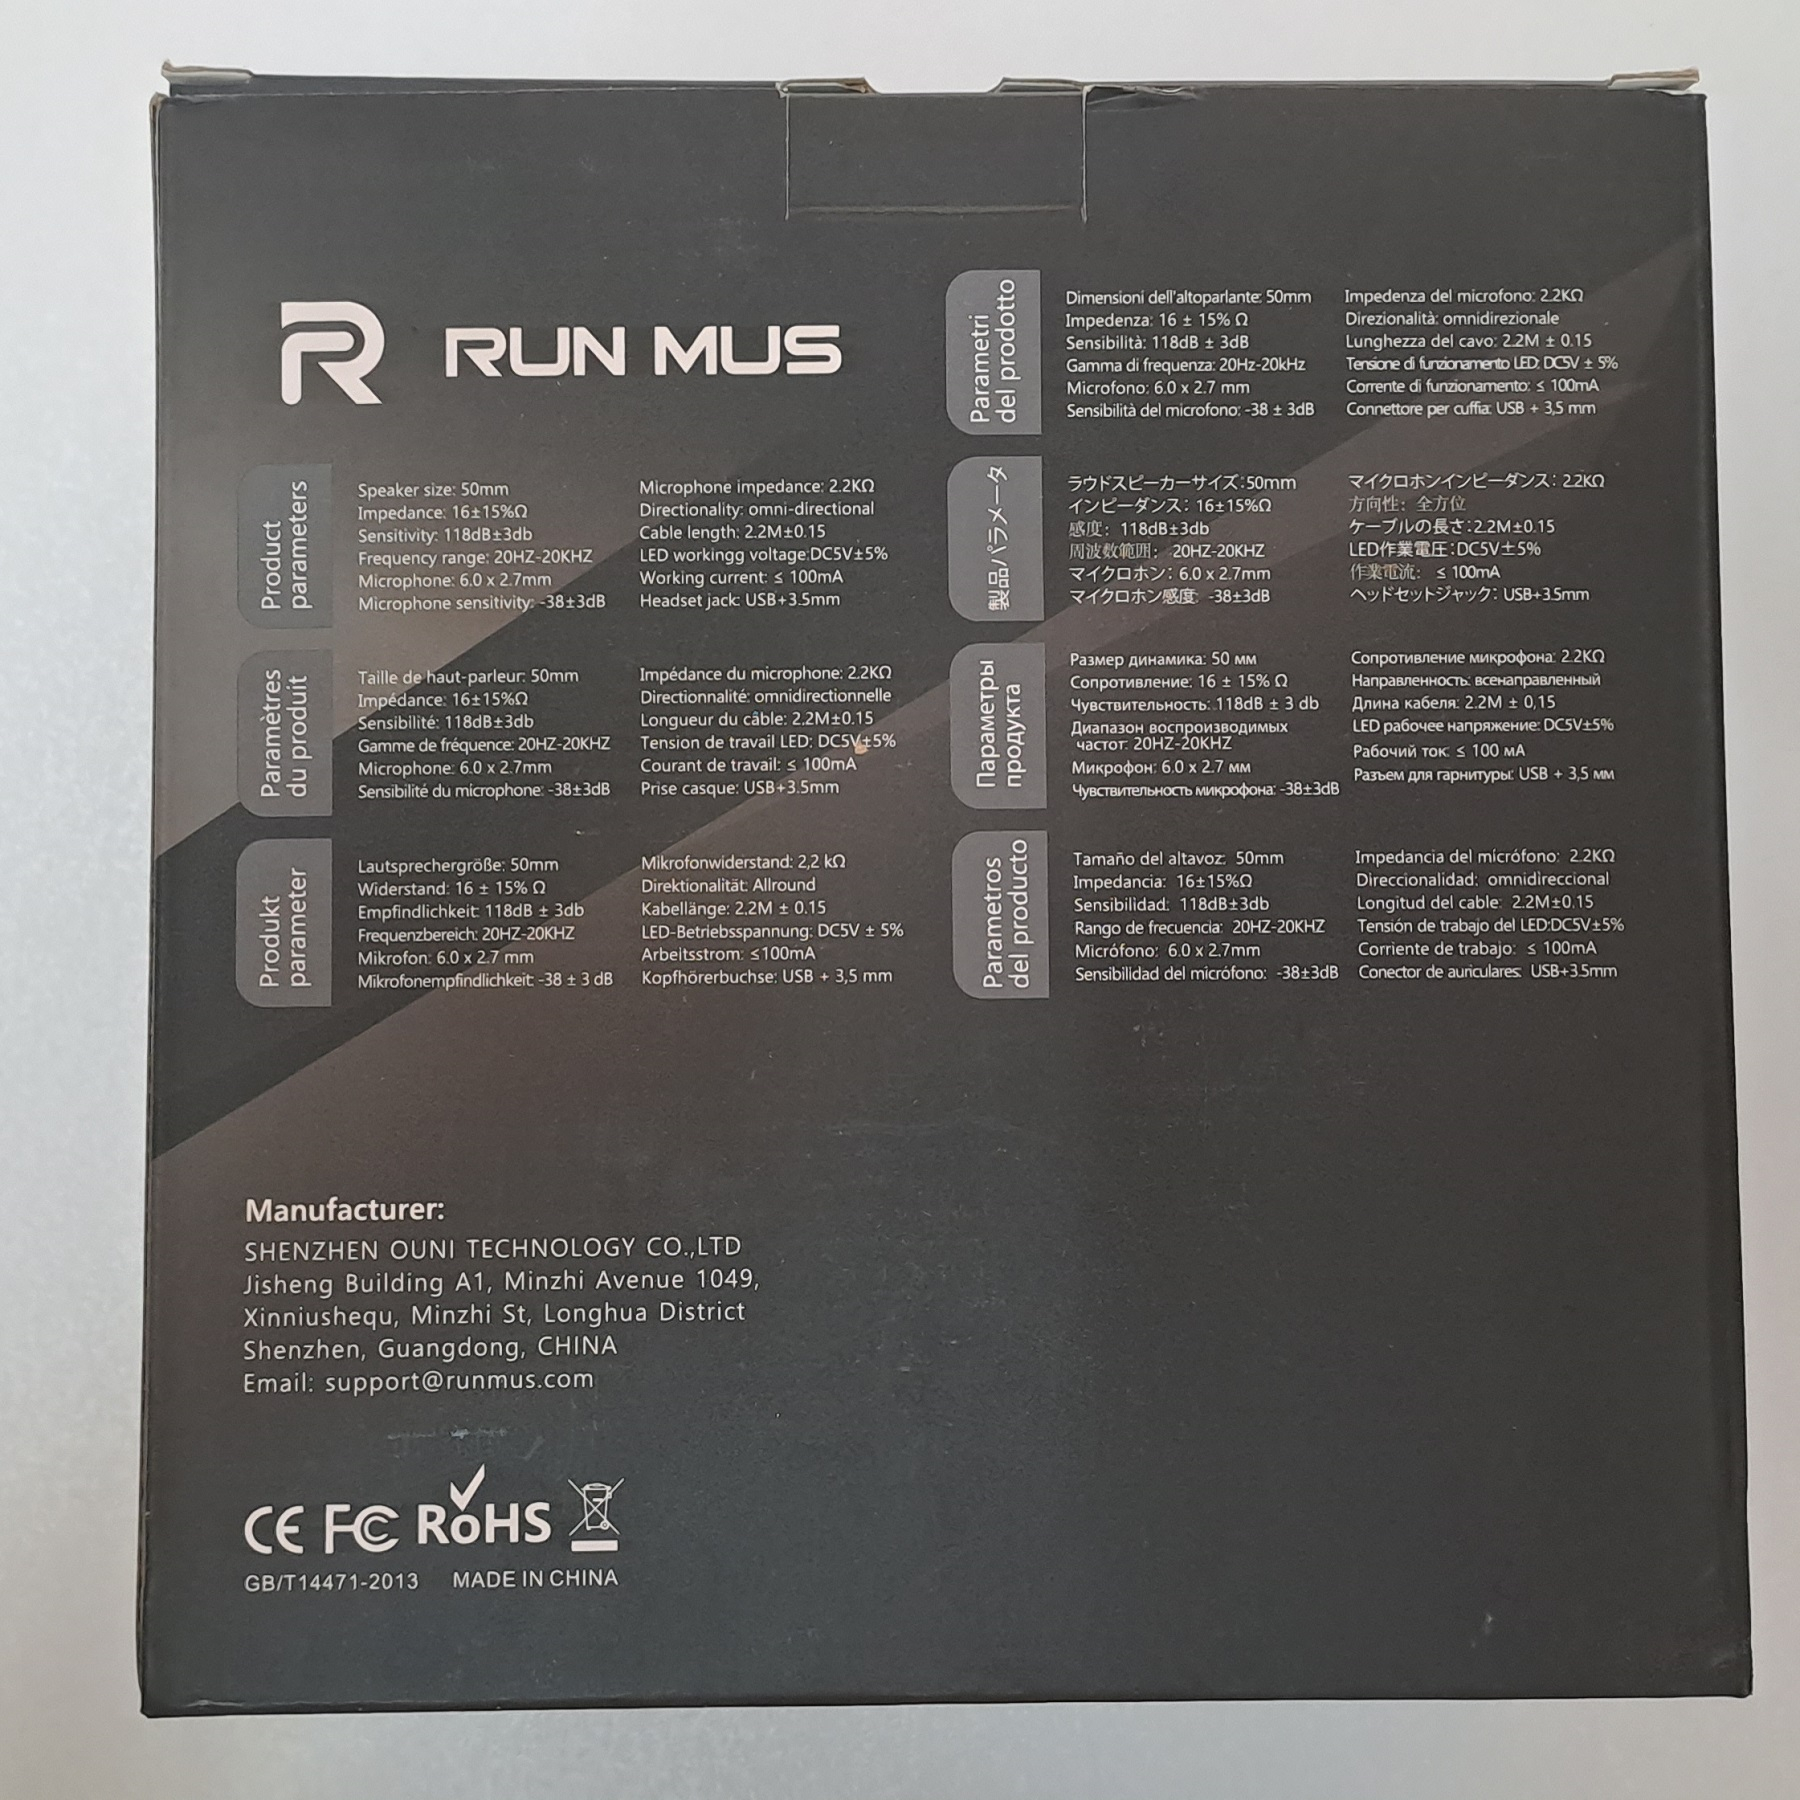 RUN MUS
Product
parameters
Speaker size: 50mm
Impedance: 16±15%Ω
Sensitivity: 118dB±3db
Frequency range: 20HZ-20KHZ
Microphone: 6.0 x 2.7mm
Microphone sensitivity: -38±3dB
Microphone impedance: 2.2KΩ
Directionality: omni-directional
Cable length: 2.2M±0.15
LED workingg voltage:DC5V±5%
Working current: ≤ 100mA
Headset jack: USB+3.5mm
Paramètres
du produit
Taille de haut-parleur: 50mm
Impédance: 16±15%Ω
Sensibilité: 118dB±3db
Gamme de fréquence: 20HZ-20KHZ
Microphone: 6.0 x 2.7mm
Sensibilité du microphone: -38±3dB
Impédance du microphone: 2.2KΩ
Directionnalité: omnidirectionnelle
Longueur du câble: 2.2M±0.15
Tension de travail LED: DC5V±5%
Courant de travail: ≤ 100mA
Prise casque: USB+3.5mm
Produkt
parameter
Lautsprechergröße: 50mm
Widerstand: 16 ± 15% Ω
Empfindlichkeit: 118dB ± 3db
Frequenzbereich: 20HZ-20KHZ
Mikrofon: 6.0 x 2.7 mm
Mikrofonempfindlichkeit: -38 ± 3 dB
Mikrofonwiderstand: 2,2 kΩ
Direktionalität: Allround
Kabellänge: 2.2M ± 0.15
LED-Betriebsspannung: DC5V ± 5%
Arbeitsstrom: ≤100mA
Kopfhörerbuchse: USB + 3,5 mm
Parametri
del prodotto
Dimensioni dell'altoparlante: 50mm
Impedenza: 16 ± 15% Ω
Sensibilità: 118dB ± 3dB
Gamma di frequenza: 20Hz-20kHz
Microfono: 6.0 x 2.7 mm
Sensibilità del microfono: -38 ± 3dB
Impedenza del microfono: 2.2KΩ
Direzionalità: omnidirezionale
Lunghezza del cavo: 2.2M ± 0.15
Tensione di funzionamento LED: DC5V ± 5%
Corrente di funzionamento: ≤ 100mA
Connettore per cuffia: USB + 3,5 mm
製品パラメータ
ラウドスピーカーサイズ:50mm
インピーダンス: 16±15%Ω
感度: 118dB±3db
周波数範囲: 20HZ-20KHZ
マイクロホン: 6.0 x 2.7mm
マイクロホン感度: -38±3dB
マイクロホンインピーダンス: 2.2KΩ
方向性: 全方位
ケーブルの長さ:2.2M±0.15
LED作業電圧:DC5V±5%
作業電流: ≤ 100mA
ヘッドセットジャック: USB+3.5mm
Параметры
продукта
Размер динамика: 50 мм
Сопротивление: 16 ± 15% Ω
Чувствительность: 118dB ± 3 db
Диапазон воспроизводимых
частот: 20HZ-20KHZ
Микрофон: 6.0 x 2.7 мм
Чувствительность микрофона: -38±3dB
Сопротивление микрофона: 2.2KΩ
Направленность: всенаправленный
Длина кабеля: 2.2M ± 0,15
LED рабочее напряжение: DC5V±5%
Рабочий ток: ≤ 100 мА
Разъем для гарнитуры: USB + 3,5 мм
Parametros
del producto
Tamaño del altavoz: 50mm
Impedancia: 16±15%Ω
Sensibilidad: 118dB±3db
Rango de frecuencia: 20HZ-20KHZ
Micrófono: 6.0 x 2.7mm
Sensibilidad del micrófono: -38±3dB
Impedancia del micrófono: 2.2KΩ
Direccionalidad: omnidireccional
Longitud del cable: 2.2M±0.15
Tensión de trabajo del LED:DC5V±5%
Corriente de trabajo: ≤ 100mA
Conector de auriculares: USB+3.5mm
Manufacturer:
SHENZHEN OUNI TECHNOLOGY CO.,LTD
Jisheng Building A1, Minzhi Avenue 1049,
Xinniushequ, Minzhi St, Longhua District
Shenzhen, Guangdong, CHINA
Email: support@runmus.com
CE FC RoHS
GB/T14471-2013 MADE IN CHINA